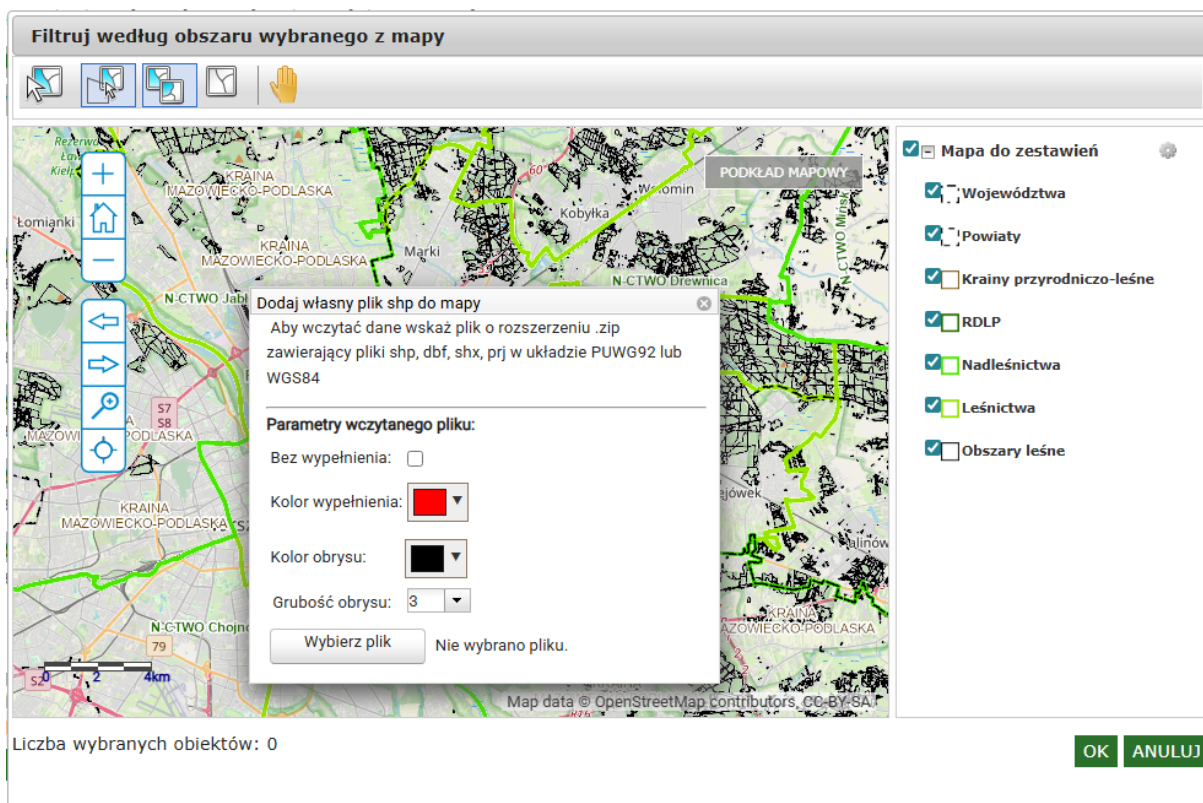 Filtruj według obszaru wybranego z mapy
Rezerwa
KRAINA
MAZOWIECKO-PODLASKA
PODKŁAD MAPOWY
Wołomin
Łomianki
Kobyłka
KRAINA
MAZOWIECKO-PODLASKA
Marki
N-CTWO Drewnica
N-CTWO Mińsk
N-CTWO Jabł
Dodaj własny plik shp do mapy
Aby wczytać dane wskaż plik o rozszerzeniu .zip
zawierający pliki shp, dbf, shx, prj w układzie PUWG92 lub
WGS84
Parametry wczytanego pliku:
Bez wypełnienia:
Kolor wypełnienia:
Kolor obrysu:
Grubość obrysu: 3
Wybierz plik
Nie wybrano pliku.
S7
S8
KRAINA
MAZOWIECKO-PODLASKA
N-CTWO Chojn
79
S2
0 2 4km
KRAINA
AZOWIECKO-PODLASKA
Map data © OpenStreetMap contributors, CC-BY-SA
Mapa do zestawień
Województwa
Powiaty
Krainy przyrodniczo-leśne
RDLP
Nadleśnictwa
Leśnictwa
Obszary leśne
Liczba wybranych obiektów: 0
OK
ANULUJ